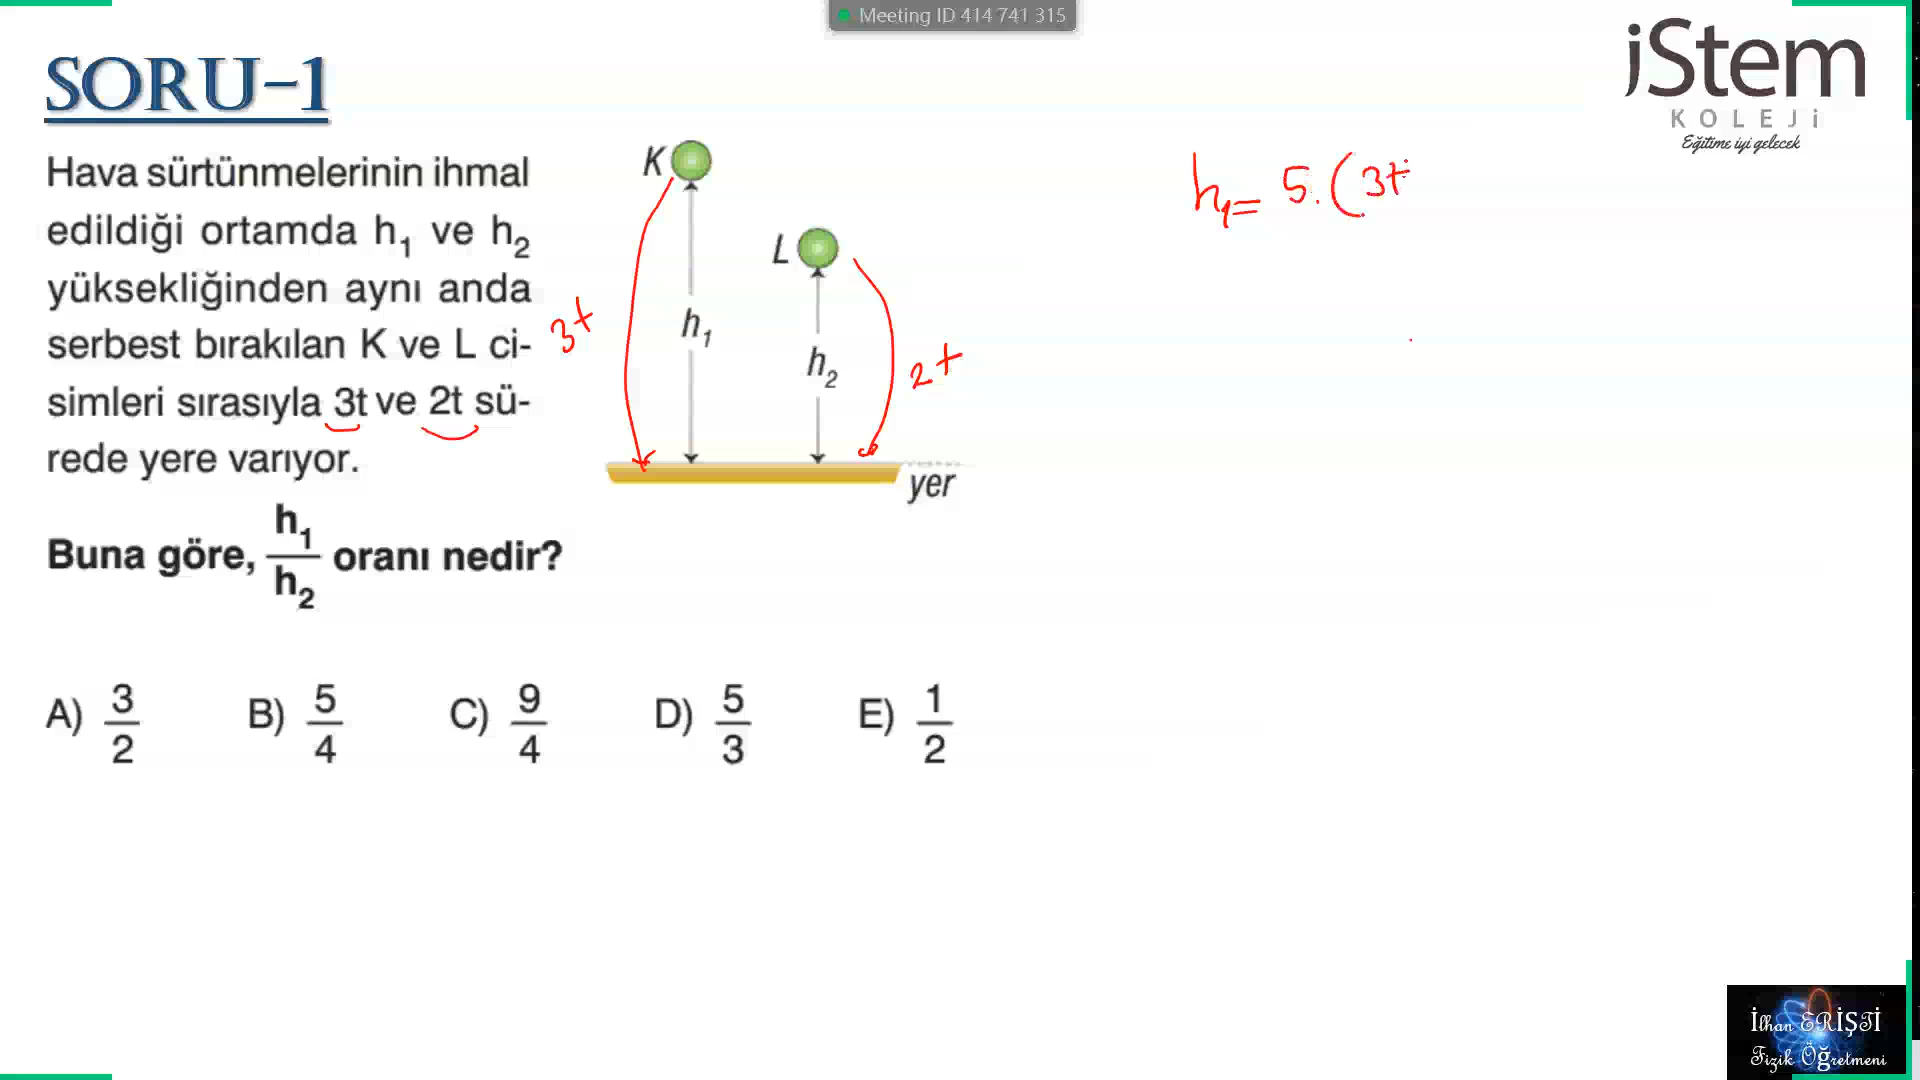 Meeting ID 414 741 315
SORU-1
iStem
KOLEJi
Eğitime iyi gelecek
Hava sürtünmelerinin ihmal
edildiği ortamda h₁ ve h₂
yüksekliğinden aynı anda
serbest bırakılan K ve L ci-
simleri sırasıyla 3t ve 2t sü-
rede yere varıyor.
Buna göre, h₁/h₂ oranı nedir?
K
L
h₁
h₂
3t
2t
yer
h₁= 5.(3t
A) 3/2 B) 5/4 C) 9/4 D) 5/3 E) 1/2
İlhan ERİŞTİ
Fizik Öğretmeni